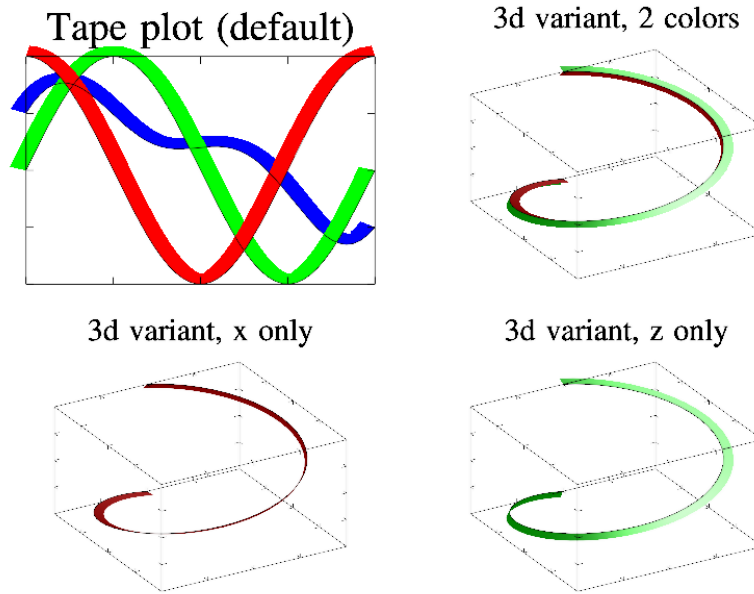 Tape plot (default)
3d variant, 2 colors
3d variant, x only
3d variant, z only